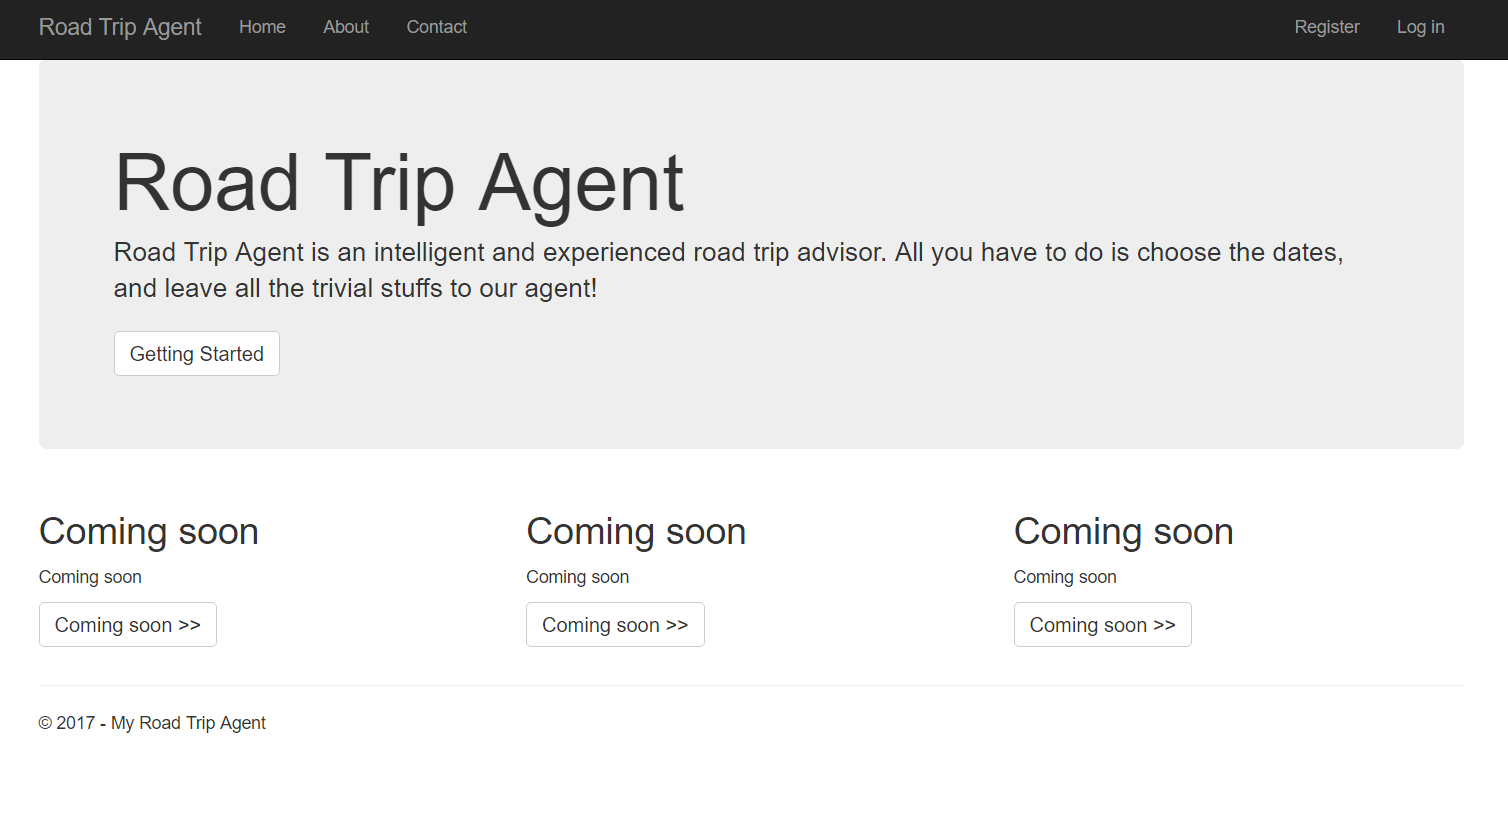 Road Trip Agent Home About Contact Register Log in
Road Trip Agent
Road Trip Agent is an intelligent and experienced road trip advisor. All you have to do is choose the dates,
and leave all the trivial stuffs to our agent!
Getting Started
Coming soon Coming soon Coming soon
Coming soon Coming soon Coming soon
Coming soon >> Coming soon >> Coming soon >>
© 2017 - My Road Trip Agent